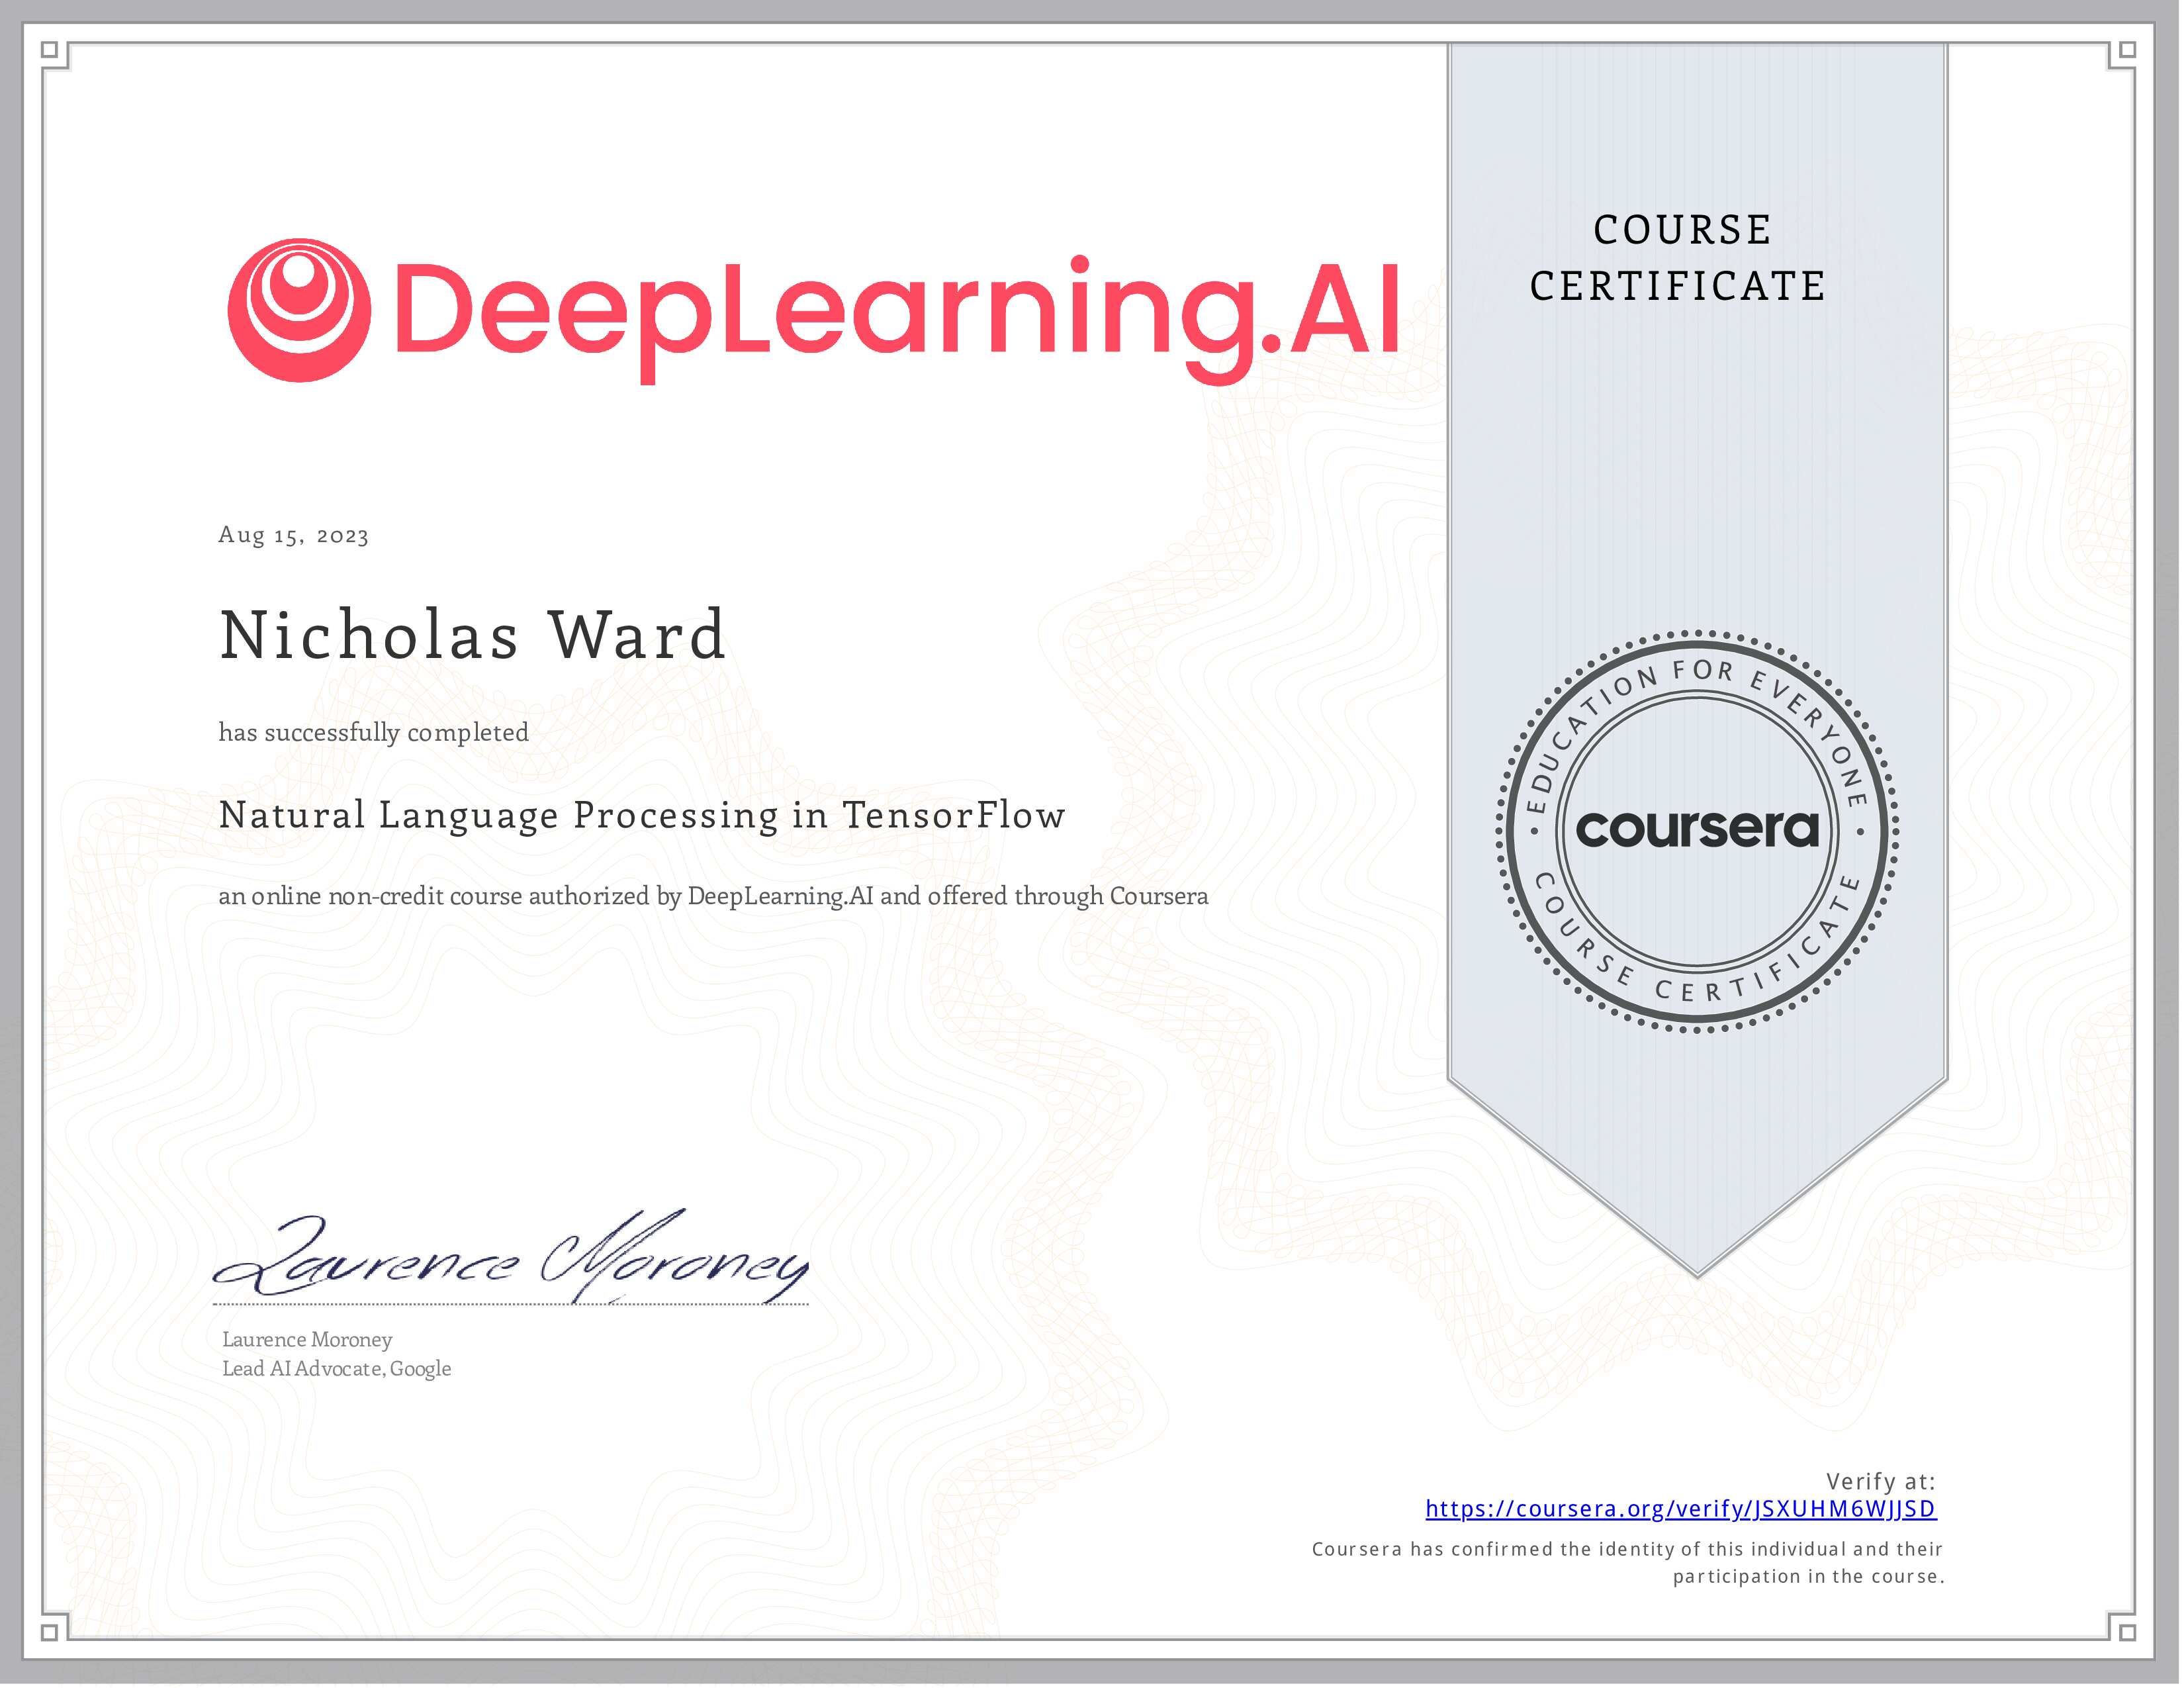 DeepLearning.AI
COURSE
CERTIFICATE
Aug 15, 2023
Nicholas Ward
has successfully completed
Natural Language Processing in TensorFlow
an online non-credit course authorized by DeepLearning.AI and offered through Coursera
EDUCATION FOR EVERYONE
coursera
COURSE CERTIFICATE
Laurence Moroney
Laurence Moroney
Lead AI Advocate, Google
Verify at:
https://coursera.org/verify/JSXUHM6WJJSD
Coursera has confirmed the identity of this individual and their
participation in the course.